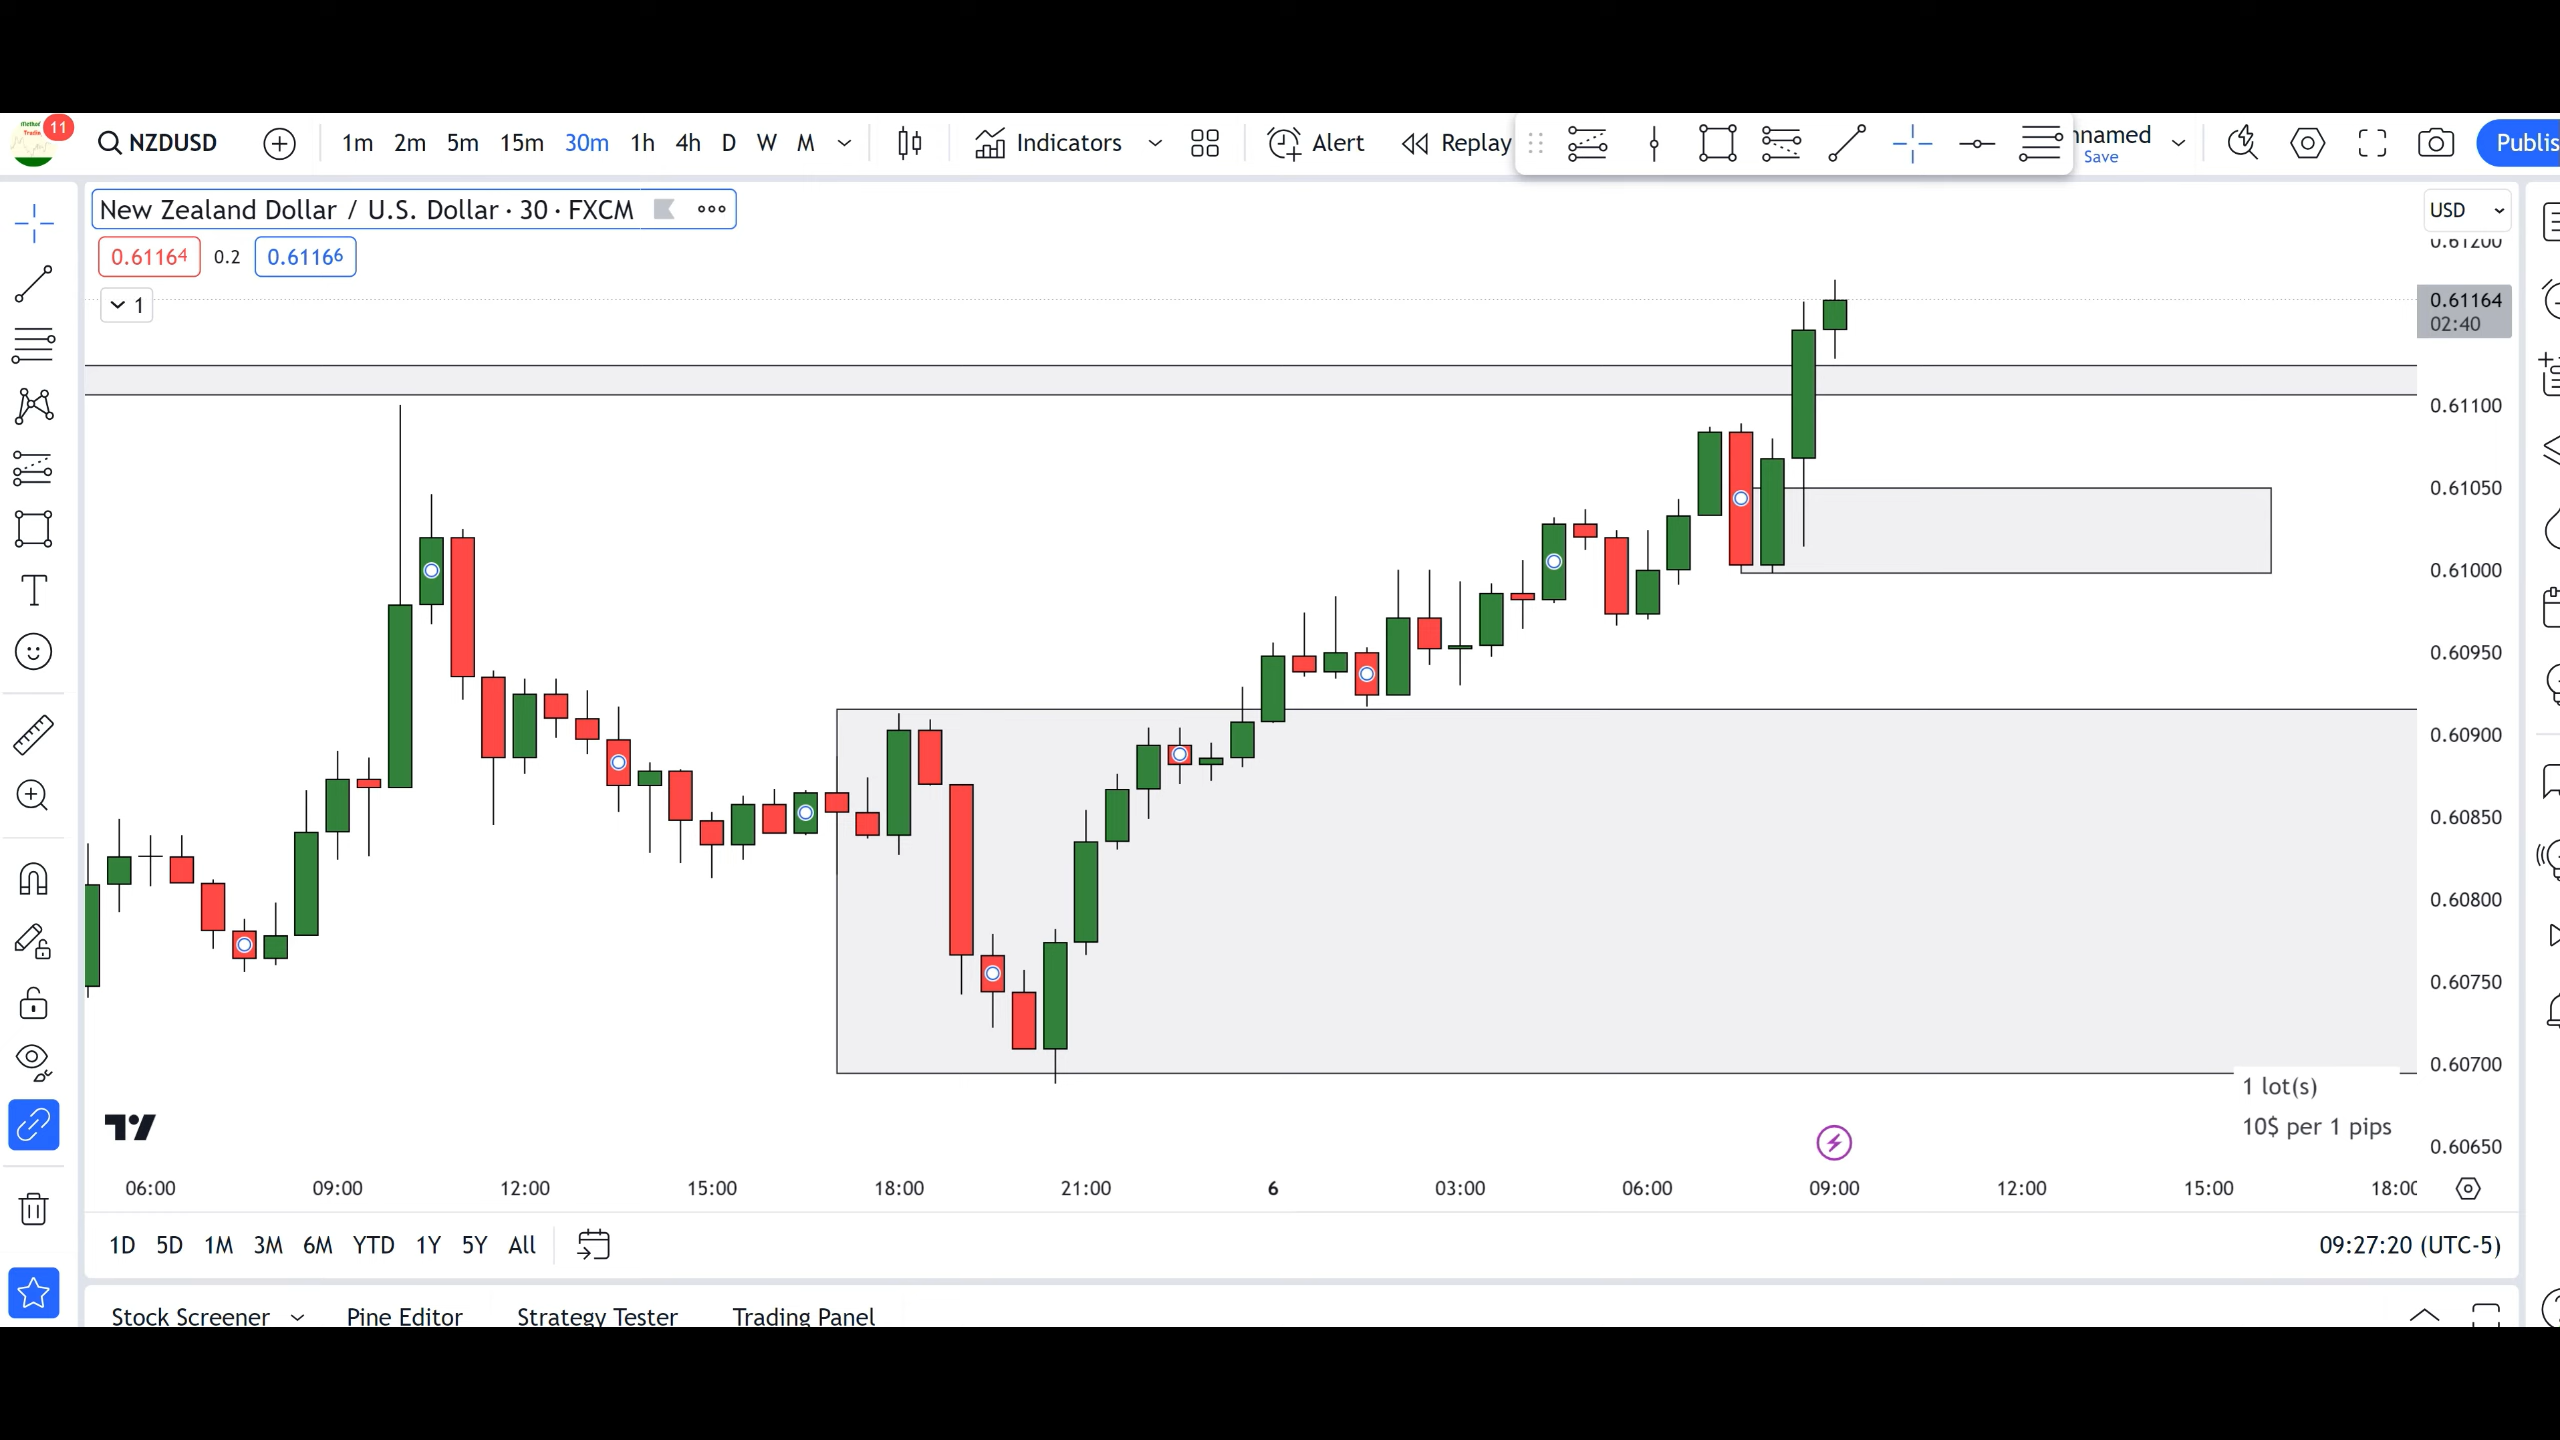 11
NZDUSD 1m 2m 5m 15m 30m 1h 4h D W M Indicators Alert Replay nnamed Publis
Save
New Zealand Dollar / U.S. Dollar · 30 · FXCM
USD
0.61200
0.61164 0.2 0.61166
1
0.61164
02:40
0.61100
0.61050
0.61000
0.60950
0.60900
0.60850
0.60800
0.60750
0.60700
0.60650
1 lot(s)
10$ per 1 pips
06:00 09:00 12:00 15:00 18:00 21:00 6 03:00 06:00 09:00 12:00 15:00 18:00
1D 5D 1M 3M 6M YTD 1Y 5Y All
09:27:20 (UTC-5)
Stock Screener Pine Editor Strategy Tester Trading Panel